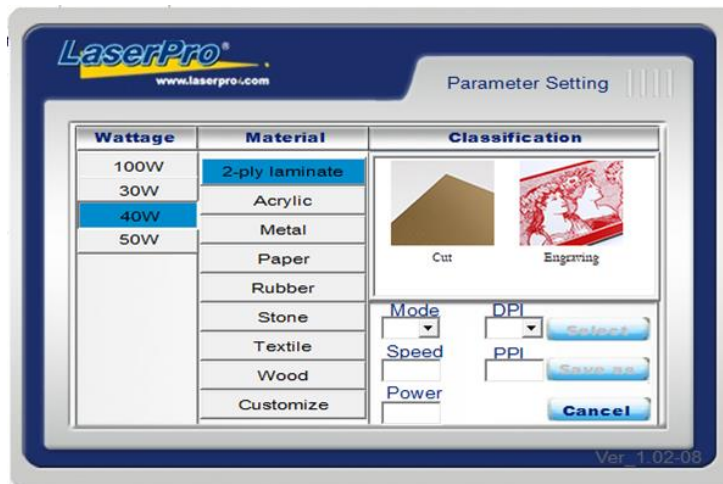 LaserPro®
www.laserpro.com
Parameter Setting
Wattage Material Classification
100W
30W
40W
50W
2-ply laminate
Acrylic
Metal
Paper
Rubber
Stone
Textile
Wood
Customize
Cut Engraving
Mode DPI
Select
Speed PPI
Save as
Power
Cancel
Ver_1.02-08